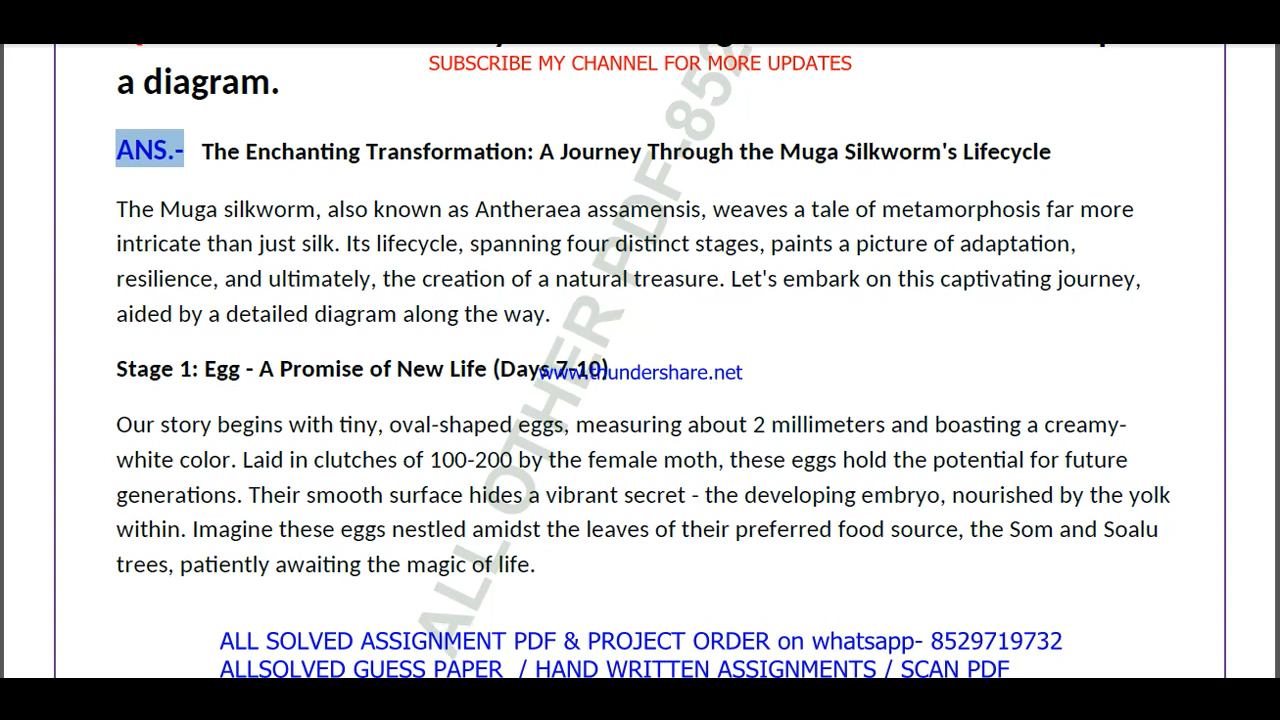 SUBSCRIBE MY CHANNEL FOR MORE UPDATES
a diagram.
ANS.- The Enchanting Transformation: A Journey Through the Muga Silkworm's Lifecycle
The Muga silkworm, also known as Antheraea assamensis, weaves a tale of metamorphosis far more
intricate than just silk. Its lifecycle, spanning four distinct stages, paints a picture of adaptation,
resilience, and ultimately, the creation of a natural treasure. Let's embark on this captivating journey,
aided by a detailed diagram along the way.
Stage 1: Egg - A Promise of New Life (Days 7-10)
www.thundershare.net
Our story begins with tiny, oval-shaped eggs, measuring about 2 millimeters and boasting a creamy-
white color. Laid in clutches of 100-200 by the female moth, these eggs hold the potential for future
generations. Their smooth surface hides a vibrant secret - the developing embryo, nourished by the yolk
within. Imagine these eggs nestled amidst the leaves of their preferred food source, the Som and Soalu
trees, patiently awaiting the magic of life.
ALL OTHER PDF-852
ALL SOLVED ASSIGNMENT PDF & PROJECT ORDER on whatsapp- 8529719732
ALLSOLVED GUESS PAPER / HAND WRITTEN ASSIGNMENTS / SCAN PDF